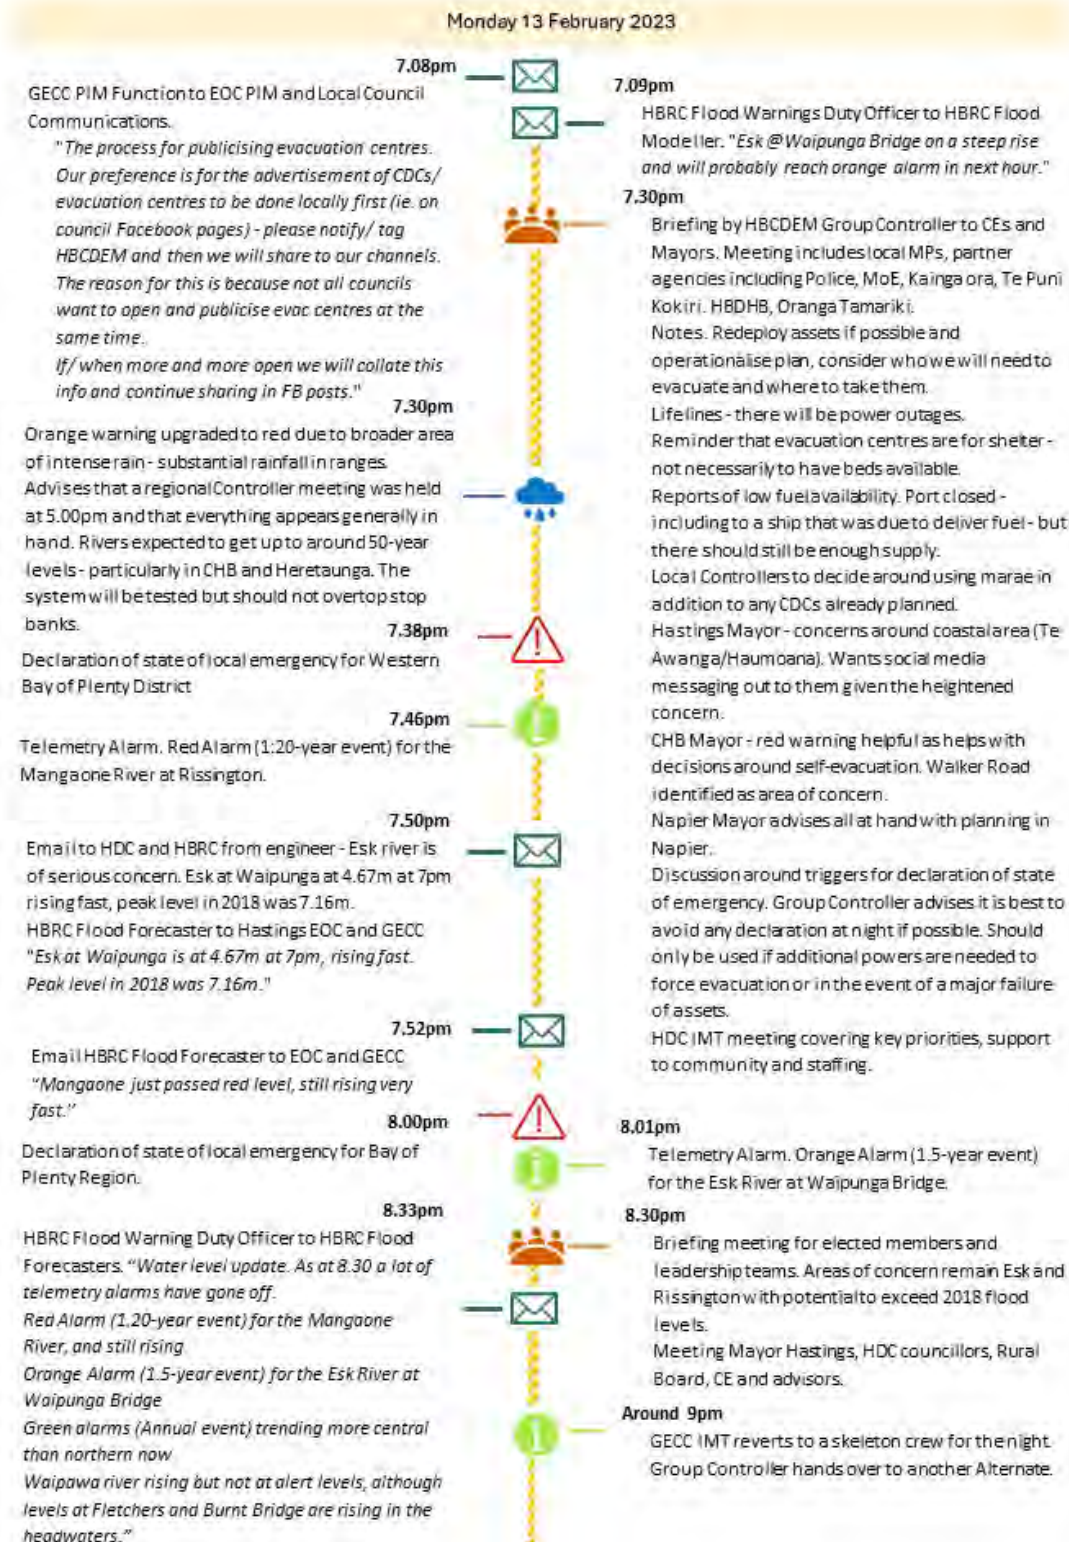 Monday 13 February 2023
7.08pm
GECC PIM Function to EOC PIM and Local Council
Communications.
"The process for publicising evacuation centres.
Our preference is for the advertisement of CDCs/
evacuation centres to be done locally first (ie. on
council Facebook pages) - please notify/ tag
HBCDEM and then we will share to our channels.
The reason for this is because not all councils
want to open and publicise evac centres at the
same time.
If/ when more and more open we will collate this
info and continue sharing in FB posts."
7.09pm
HBRC Flood Warnings Duty Officer to HBRC Flood
Modeller. "Esk @ Waipunga Bridge on a steep rise
and will probably reach orange alarm in next hour."
7.30pm
Briefing by HBCDEM Group Controller to CEs and
Mayors. Meeting includes local MPs, partner
agencies including Police, MoE, Kainga ora, Te Puni
Kokiri. HBDHB, Oranga Tamariki.
Notes. Redeploy assets if possible and
operationalise plan, consider who we will need to
evacuate and where to take them.
Lifelines - there will be power outages.
Reminder that evacuation centres are for shelter -
not necessarily to have beds available.
Reports of low fuel availability. Port closed -
including to a ship that was due to deliver fuel - but
there should still be enough supply.
Local Controllers to decide around using marae in
addition to any CDCs already planned.
Hastings Mayor - concerns around coastal area (Te
Awanga/Haumoana). Wants social media
messaging out to them given the heightened
concern.
CHB Mayor - red warning helpful as helps with
decisions around self-evacuation. Walker Road
identified as area of concern.
Napier Mayor advises all at hand with planning in
Napier.
Discussion around triggers for declaration of state
of emergency. Group Controller advises it is best to
avoid any declaration at night if possible. Should
only be used if additional powers are needed to
force evacuation or in the event of a major failure
of assets.
HDC IMT meeting covering key priorities, support
to community and staffing.
7.30pm
Orange warning upgraded to red due to broader area
of intense rain - substantial rainfall in ranges.
Advises that a regional Controller meeting was held
at 5.00pm and that everything appears generally in
hand. Rivers expected to get up to around 50-year
levels - particularly in CHB and Heretaunga. The
system will be tested but should not overtop stop
banks.
7.38pm
Declaration of state of local emergency for Western
Bay of Plenty District
7.46pm
Telemetry Alarm. Red Alarm (1:20-year event) for the
Mangaone River at Rissington.
7.50pm
Email to HDC and HBRC from engineer - Esk river is
of serious concern. Esk at Waipunga at 4.67m at 7pm
rising fast, peak level in 2018 was 7.16m.
HBRC Flood Forecaster to Hastings EOC and GECC
"Esk at Waipunga is at 4.67m at 7pm, rising fast.
Peak level in 2018 was 7.16m."
7.52pm
Email HBRC Flood Forecaster to EOC and GECC
"Mangaone just passed red level, still rising very
fast."
8.00pm
Declaration of state of local emergency for Bay of
Plenty Region.
8.01pm
Telemetry Alarm. Orange Alarm (1.5-year event)
for the Esk River at Waipunga Bridge.
8.30pm
Briefing meeting for elected members and
leadership teams. Areas of concern remain Esk and
Rissington with potential to exceed 2018 flood
levels.
Meeting Mayor Hastings, HDC councillors, Rural
Board, CE and advisors.
8.33pm
HBRC Flood Warning Duty Officer to HBRC Flood
Forecasters. "Water level update. As at 8.30 a lot of
telemetry alarms have gone off.
Red Alarm (1.20-year event) for the Mangaone
River, and still rising
Orange Alarm (1.5-year event) for the Esk River at
Waipunga Bridge
Green alarms (Annual event) trending more central
than northern now
Waipawa river rising but not at alert levels, although
levels at Fletchers and Burnt Bridge are rising in the
headwaters."
Around 9pm
GECC IMT reverts to a skeleton crew for the night.
Group Controller hands over to another Alternate.